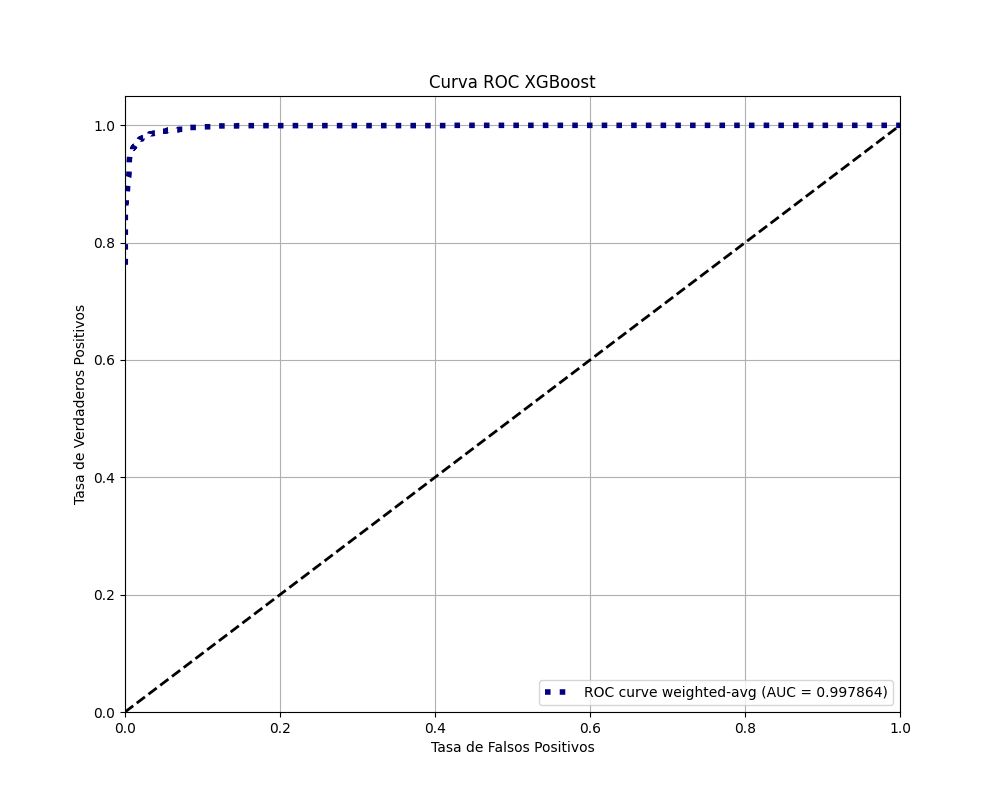 Curva ROC XGBoost
1.0
0.8
0.6
0.4
0.2
0.0
Tasa de Verdaderos Positivos
ROC curve weighted-avg (AUC = 0.997864)
0.0 0.2 0.4 0.6 0.8 1.0
Tasa de Falsos Positivos